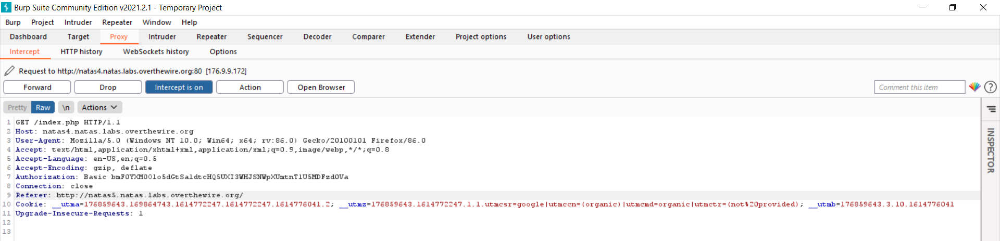 Burp Suite Community Edition v2021.2.1 - Temporary Project
Burp Project Intruder Repeater Window Help
Dashboard Target Proxy Intruder Repeater Sequencer Decoder Comparer Extender Project options User options
Intercept HTTP history WebSockets history Options
Request to http://natas4.natas.labs.overthewire.org:80 [176.9.9.172]
Forward Drop Intercept is on Action Open Browser Comment this item ?
Pretty Raw \n Actions
1 GET /index.php HTTP/1.1
2 Host: natas4.natas.labs.overthewire.org
3 User-Agent: Mozilla/5.0 (Windows NT 10.0; Win64; x64; rv:86.0) Gecko/20100101 Firefox/86.0
4 Accept: text/html,application/xhtml+xml,application/xml;q=0.9,image/webp,*/*;q=0.8
5 Accept-Language: en-US,en;q=0.5
6 Accept-Encoding: gzip, deflate
7 Authorization: Basic
8 Connection: close
9 Referer: http://natas5.natas.labs.overthewire.org/
10 Cookie: __utma=176859643.169864743.1614772247.1614772247.1614776041.2; __utmz=176859643.1614772247.1.1.utmcsr=google|utmccn=(organic)|utmcmd=organic|utmctr=(not%20provided); __utmb=176859643.3.10.1614776041
11 Upgrade-Insecure-Requests: 1
12
13
INSPECTOR